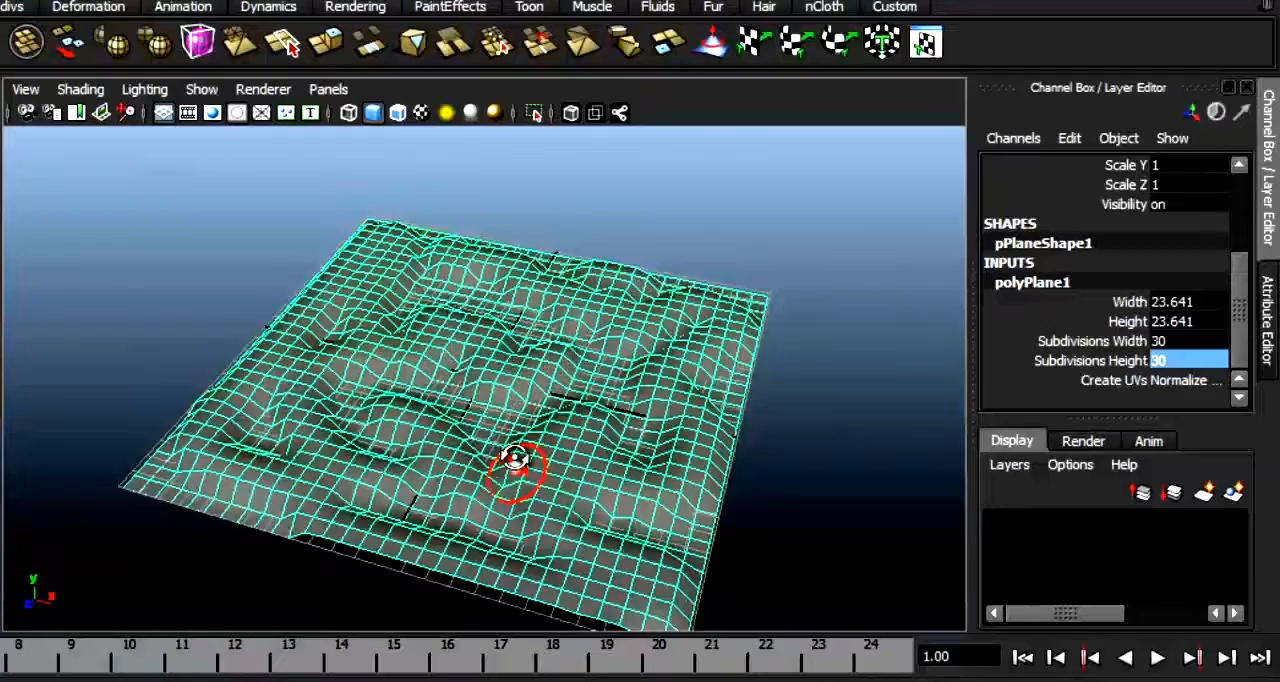 divs Deformation Animation Dynamics Rendering PaintEffects Toon Muscle Fluids Fur Hair nCloth Custom
View Shading Lighting Show Renderer Panels
Channel Box / Layer Editor
Channels Edit Object Show
Scale Y 1
Scale Z 1
Visibility on
SHAPES
pPlaneShape1
INPUTS
polyPlane1
Width 23.641
Height 23.641
Subdivisions Width 30
Subdivisions Height 30
Create UVs Normalize ...
Display Render Anim
Layers Options Help
Channel Box / Layer Editor
Attribute Editor
y
x
8 9 10 11 12 13 14 15 16 17 18 19 20 21 22 23 24
1.00